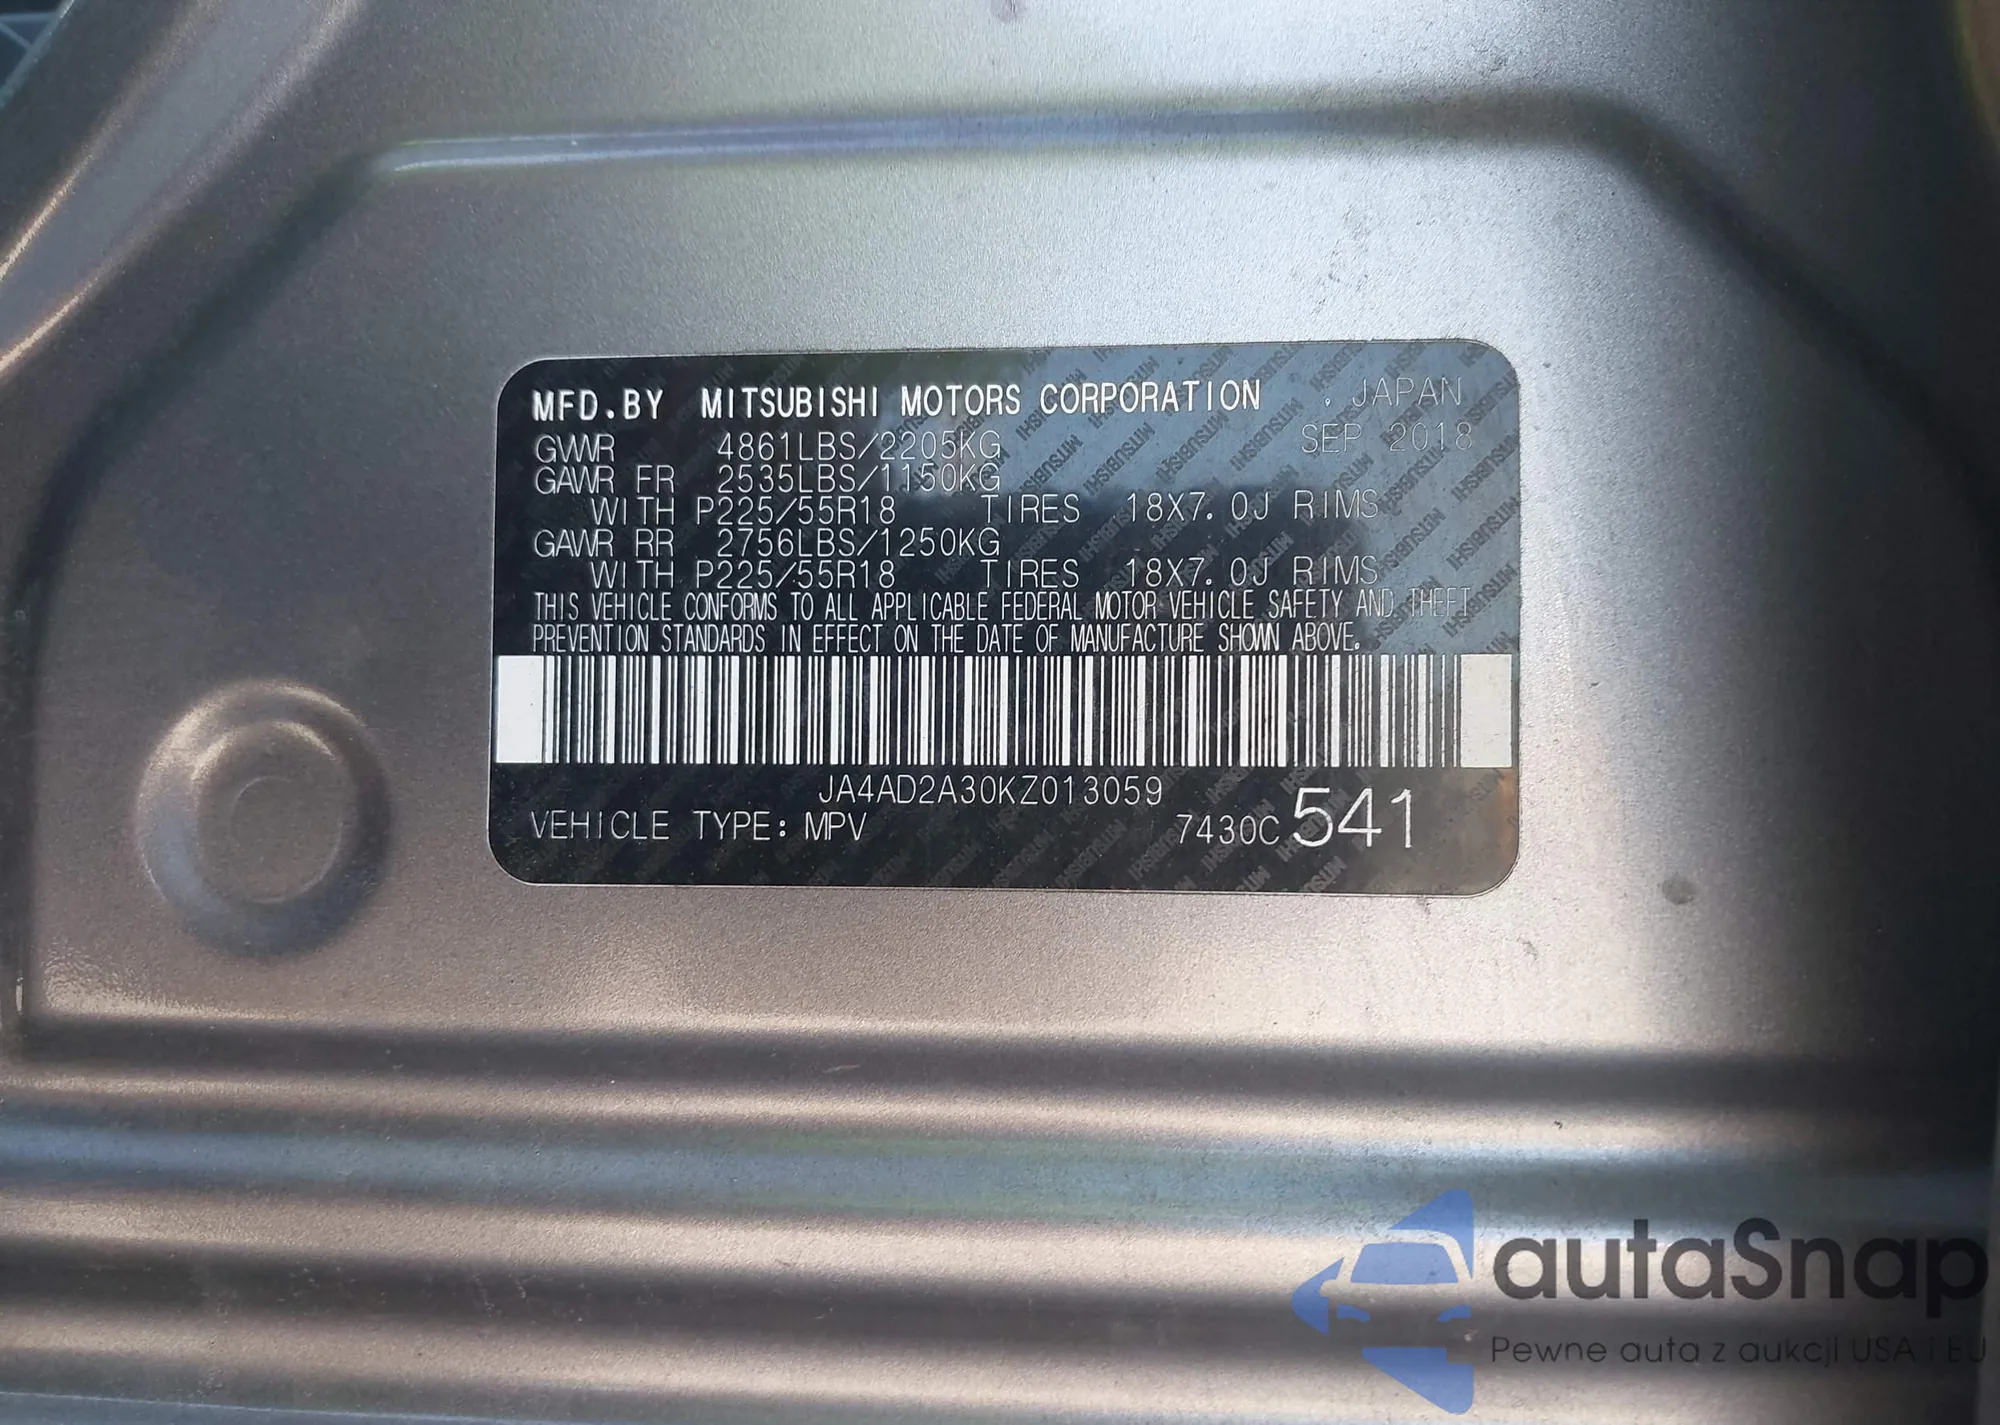 MFD.BY MITSUBISHI MOTORS CORPORATION . JAPAN
GVWR 4861LBS/2205KG SEP 2018
GAWR FR 2535LBS/1150KG
WITH P225/55R18 TIRES 18X7.0J RIMS
GAWR RR 2756LBS/1250KG
WITH P225/55R18 TIRES 18X7.0J RIMS
THIS VEHICLE CONFORMS TO ALL APPLICABLE FEDERAL MOTOR VEHICLE SAFETY AND THEFT
PREVENTION STANDARDS IN EFFECT ON THE DATE OF MANUFACTURE SHOWN ABOVE.
JA4AD2A30KZ013059
VEHICLE TYPE: MPV 7430C 541
autaSnap
Pewne auta z aukcji USA i EU